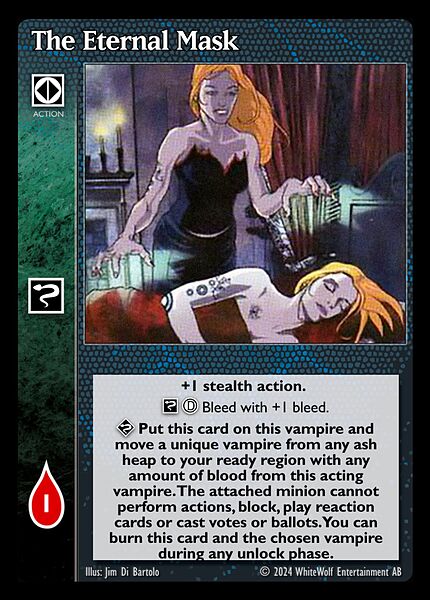 The Eternal Mask
ACTION
+1 stealth action.
Ⓓ Bleed with +1 bleed.
Put this card on this vampire and
move a unique vampire from any ash
heap to your ready region with any
amount of blood from this acting
vampire.The attached minion cannot
perform actions, block, play reaction
cards or cast votes or ballots.You can
burn this card and the chosen vampire
during any unlock phase.
1
Illus: Jim Di Bartolo © 2024 WhiteWolf Entertainment AB